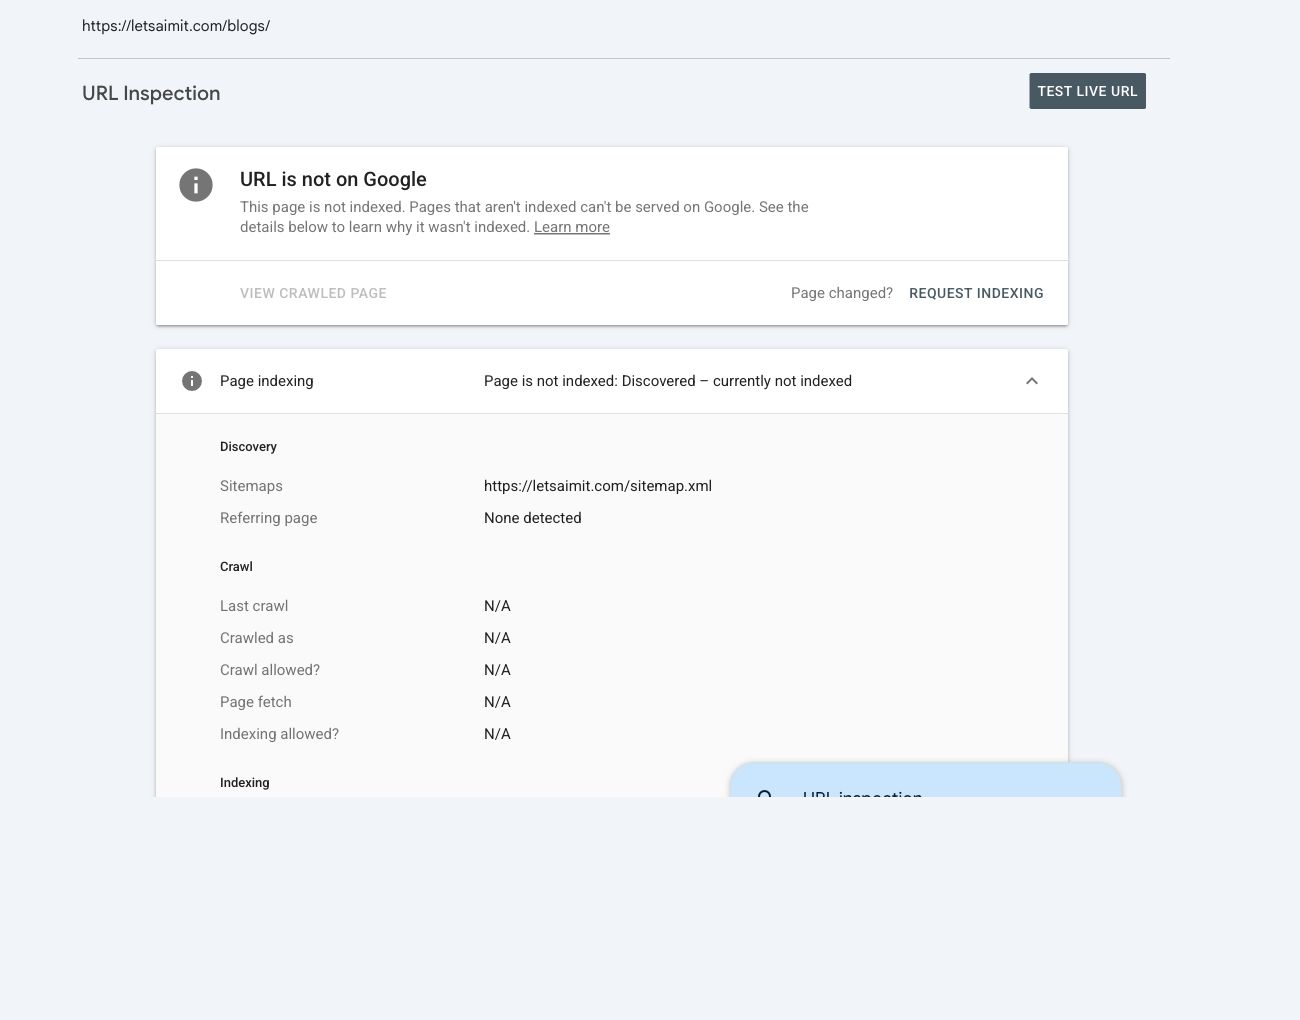 https://letsaimit.com/blogs/
URL Inspection
TEST LIVE URL
URL is not on Google
This page is not indexed. Pages that aren't indexed can't be served on Google. See the
details below to learn why it wasn't indexed. Learn more
VIEW CRAWLED PAGE
Page changed? REQUEST INDEXING
Page indexing
Page is not indexed: Discovered – currently not indexed
Discovery
Sitemaps
https://letsaimit.com/sitemap.xml
Referring page
None detected
Crawl
Last crawl
N/A
Crawled as
N/A
Crawl allowed?
N/A
Page fetch
N/A
Indexing allowed?
N/A
Indexing
URL inspection